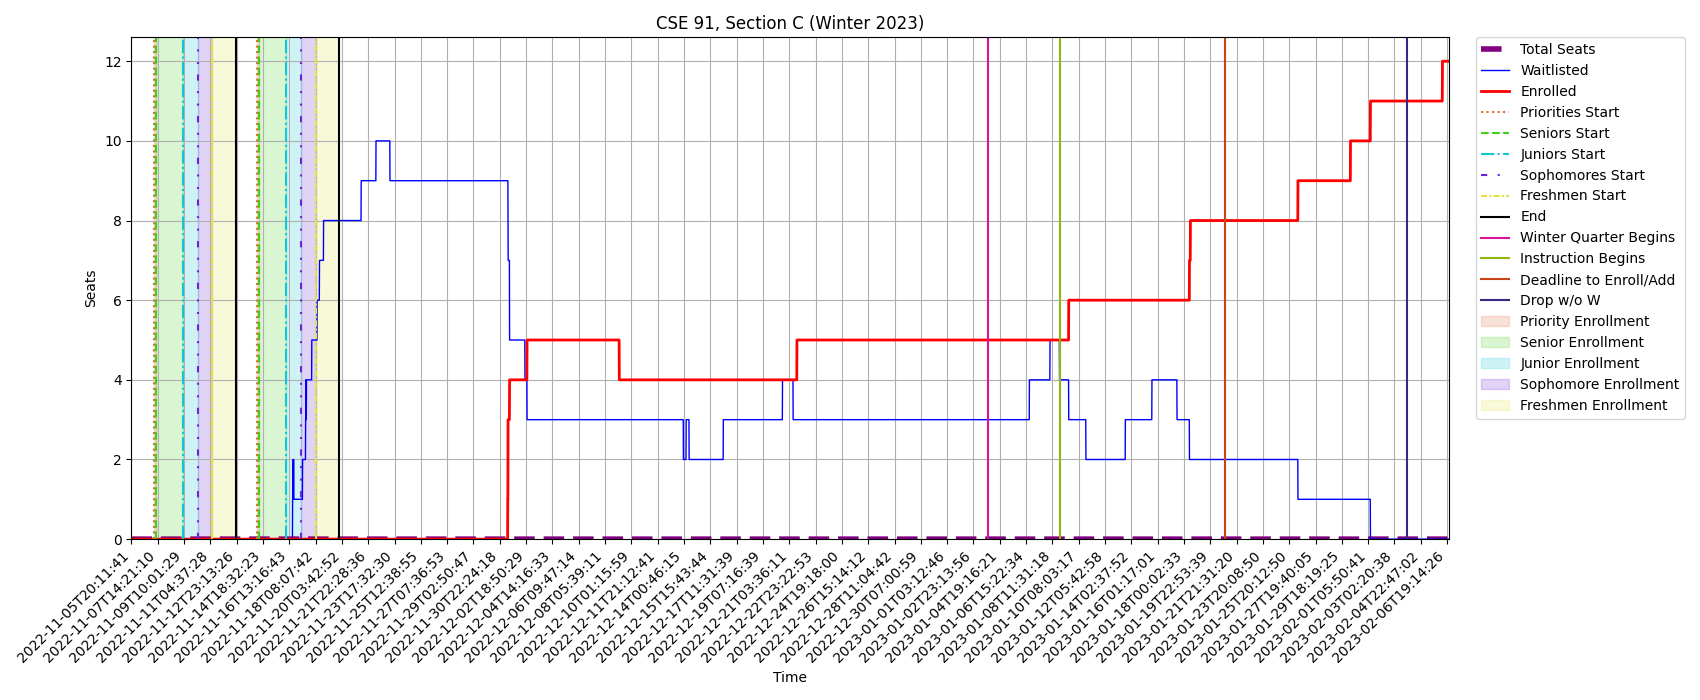 CSE 91, Section C (Winter 2023)
Seats
12
10
8
6
4
2
0
2022-11-05T20:11:41
2022-11-07T14:21:10
2022-11-09T10:01:29
2022-11-11T04:37:28
2022-11-12T23:13:26
2022-11-14T18:32:23
2022-11-16T13:16:43
2022-11-18T08:07:42
2022-11-20T03:42:52
2022-11-21T22:28:36
2022-11-23T17:32:30
2022-11-25T12:38:55
2022-11-27T07:36:53
2022-11-29T02:50:47
2022-11-30T22:24:18
2022-12-02T18:50:29
2022-12-04T14:16:33
2022-12-06T09:47:14
2022-12-08T05:39:11
2022-12-10T01:15:59
2022-12-11T21:12:41
2022-12-14T00:46:15
2022-12-15T15:43:44
2022-12-17T11:31:39
2022-12-19T07:16:39
2022-12-21T03:36:11
2022-12-22T23:22:53
2022-12-24T19:18:00
2022-12-26T15:14:12
2022-12-28T11:04:42
2022-12-30T07:00:59
2023-01-01T03:12:46
2023-01-02T23:13:56
2023-01-04T19:16:21
2023-01-06T15:22:34
2023-01-08T11:31:18
2023-01-10T08:03:17
2023-01-12T05:42:58
2023-01-14T02:37:52
2023-01-16T01:17:01
2023-01-18T00:02:33
2023-01-19T22:53:39
2023-01-21T21:31:20
2023-01-23T20:08:50
2023-01-25T20:12:50
2023-01-27T19:40:05
2023-01-29T18:19:25
2023-02-01T05:50:41
2023-02-03T02:20:38
2023-02-04T22:47:02
2023-02-06T19:14:26
Time
Total Seats
Waitlisted
Enrolled
Priorities Start
Seniors Start
Juniors Start
Sophomores Start
Freshmen Start
End
Winter Quarter Begins
Instruction Begins
Deadline to Enroll/Add
Drop w/o W
Priority Enrollment
Senior Enrollment
Junior Enrollment
Sophomore Enrollment
Freshmen Enrollment